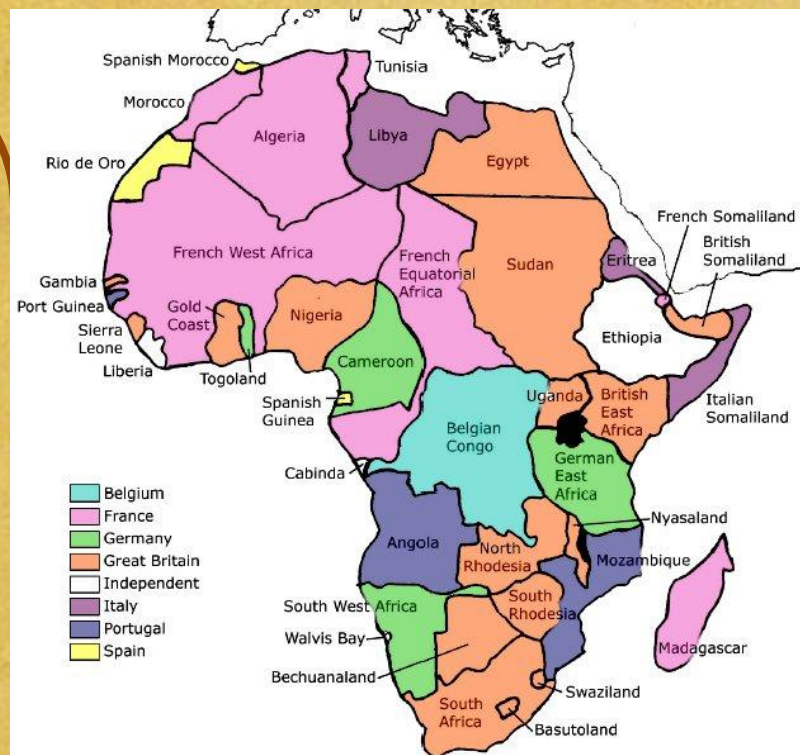 Spanish Morocco
Tunisia
Morocco
Algeria
Libya
Egypt
Rio de Oro
French Somaliland
British
Somaliland
French West Africa
French
Equatorial
Africa
Sudan
Eritrea
Gambia
Port Guinea
Gold
Coast
Nigeria
Ethiopia
Sierra
Leone
Liberia
Togoland
Cameroon
Spanish
Guinea
Uganda
British
East
Africa
Italian
Somaliland
Belgian
Congo
Cabinda
German
East
Africa
Belgium
France
Germany
Great Britain
Independent
Italy
Portugal
Spain
Nyasaland
Angola
North
Rhodesia
Mozambique
South West Africa
South
Rhodesia
Walvis Bay
Madagascar
Bechuanaland
Swaziland
South
Africa
Basutoland